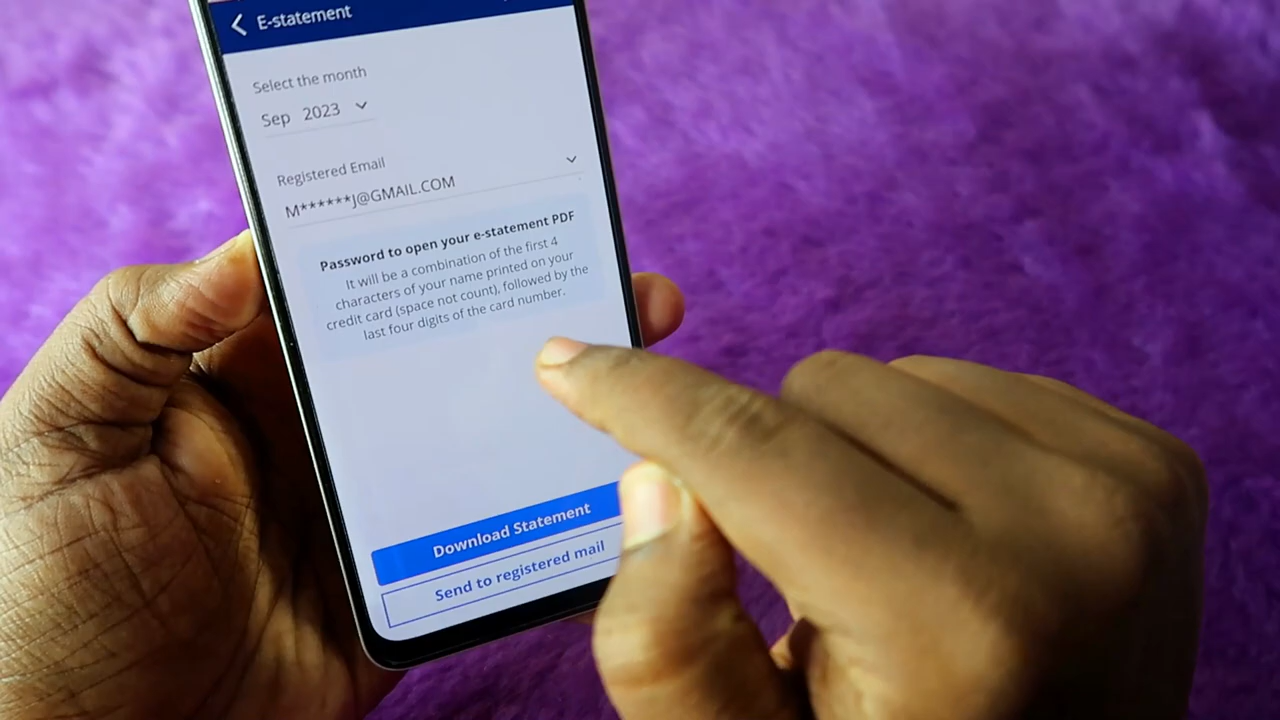 E-statement
Select the month
Sep 2023
Registered Email
M******J@GMAIL.COM
Password to open your e-statement PDF
It will be a combination of the first 4
characters of your name printed on your
credit card (space not count), followed by the
last four digits of the card number.
Download Statement
Send to registered mail